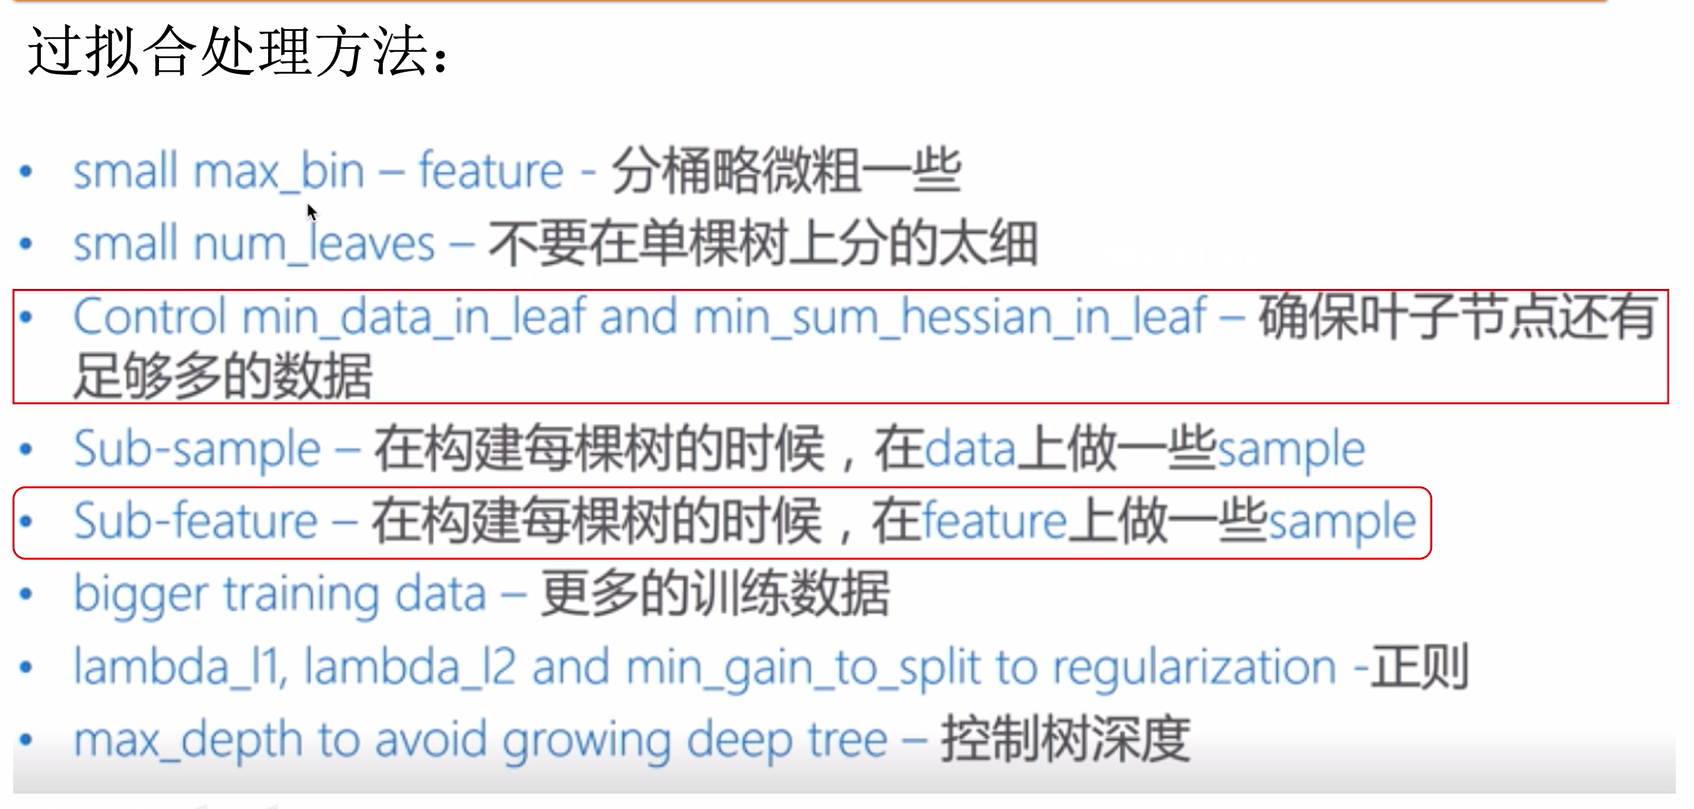 过拟合处理方法：
• small max_bin – feature - 分桶略微粗一些
• small num_leaves – 不要在单棵树上分的太细
• Control min_data_in_leaf and min_sum_hessian_in_leaf – 确保叶子节点还有
足够多的数据
• Sub-sample – 在构建每棵树的时候，在data上做一些sample
• Sub-feature – 在构建每棵树的时候，在feature上做一些sample
• bigger training data – 更多的训练数据
• lambda_l1, lambda_l2 and min_gain_to_split to regularization -正则
• max_depth to avoid growing deep tree – 控制树深度